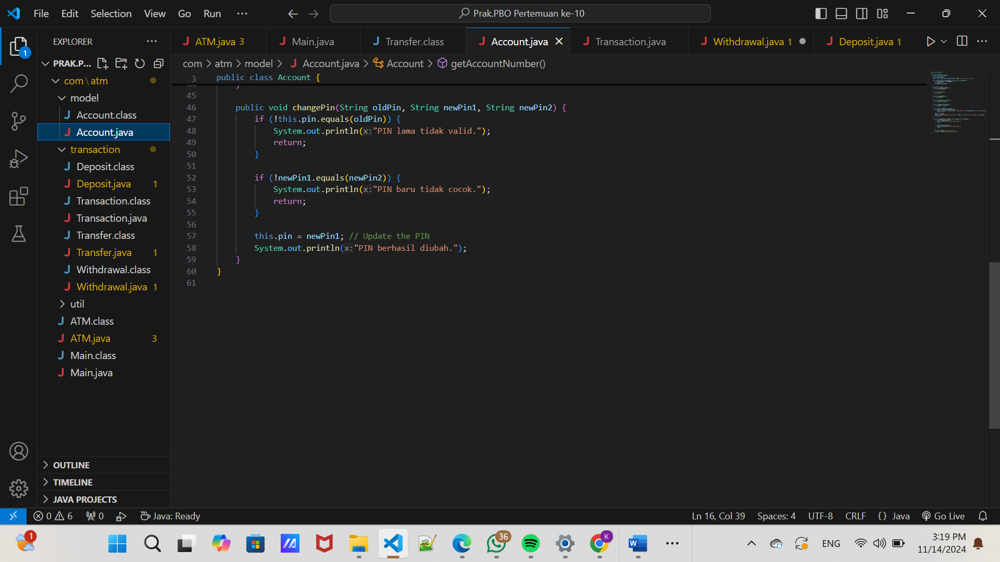 File Edit Selection View Go Run ··· Prak.PBO Pertemuan ke-10
EXPLORER ···
ATM.java 3 Main.java Transfer.class Account.java Transaction.java Withdrawal.java 1 Deposit.java 1
PRAK.P...
com > atm > model > Account.java > Account > getAccountNumber()
com\atm
model
Account.class
Account.java
transaction
Deposit.class
Deposit.java 1
Transaction.class
Transaction.java
Transfer.class
Transfer.java 1
Withdrawal.class
Withdrawal.java 1
util
ATM.class
ATM.java 3
Main.class
Main.java
OUTLINE
TIMELINE
JAVA PROJECTS
1
3 public class Account {
44 }
45
46 public void changePin(String oldPin, String newPin1, String newPin2) {
47 if (!this.pin.equals(oldPin)) {
48 System.out.println(x:"PIN lama tidak valid.");
49 return;
50 }
51
52 if (!newPin1.equals(newPin2)) {
53 System.out.println(x:"PIN baru tidak cocok.");
54 return;
55 }
56
57 this.pin = newPin1; // Update the PIN
58 System.out.println(x:"PIN berhasil diubah.");
59 }
60 }
61
0 6 0 Java: Ready Ln 16, Col 39 Spaces: 4 UTF-8 CRLF {} Java Go Live
1 36 K W ENG 3:19 PM
11/14/2024